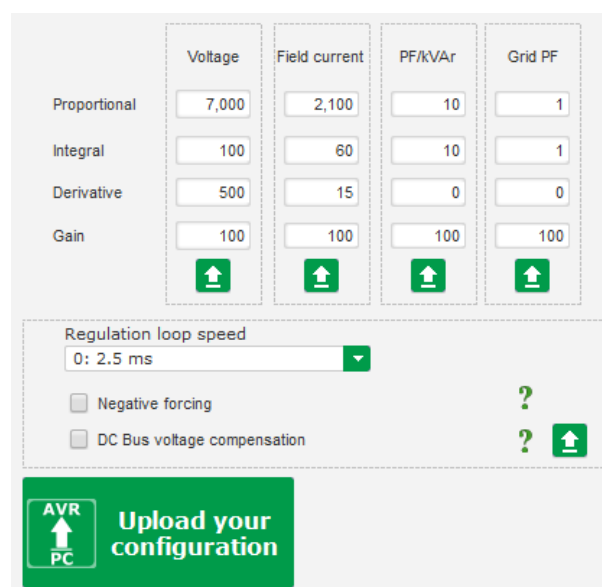 Voltage Field current PF/kVAr Grid PF
Proportional 7,000 2,100 10 1
Integral 100 60 10 1
Derivative 500 15 0 0
Gain 100 100 100 100
Regulation loop speed
0: 2.5 ms
Negative forcing ?
DC Bus voltage compensation ?
AVR
PC
Upload your
configuration